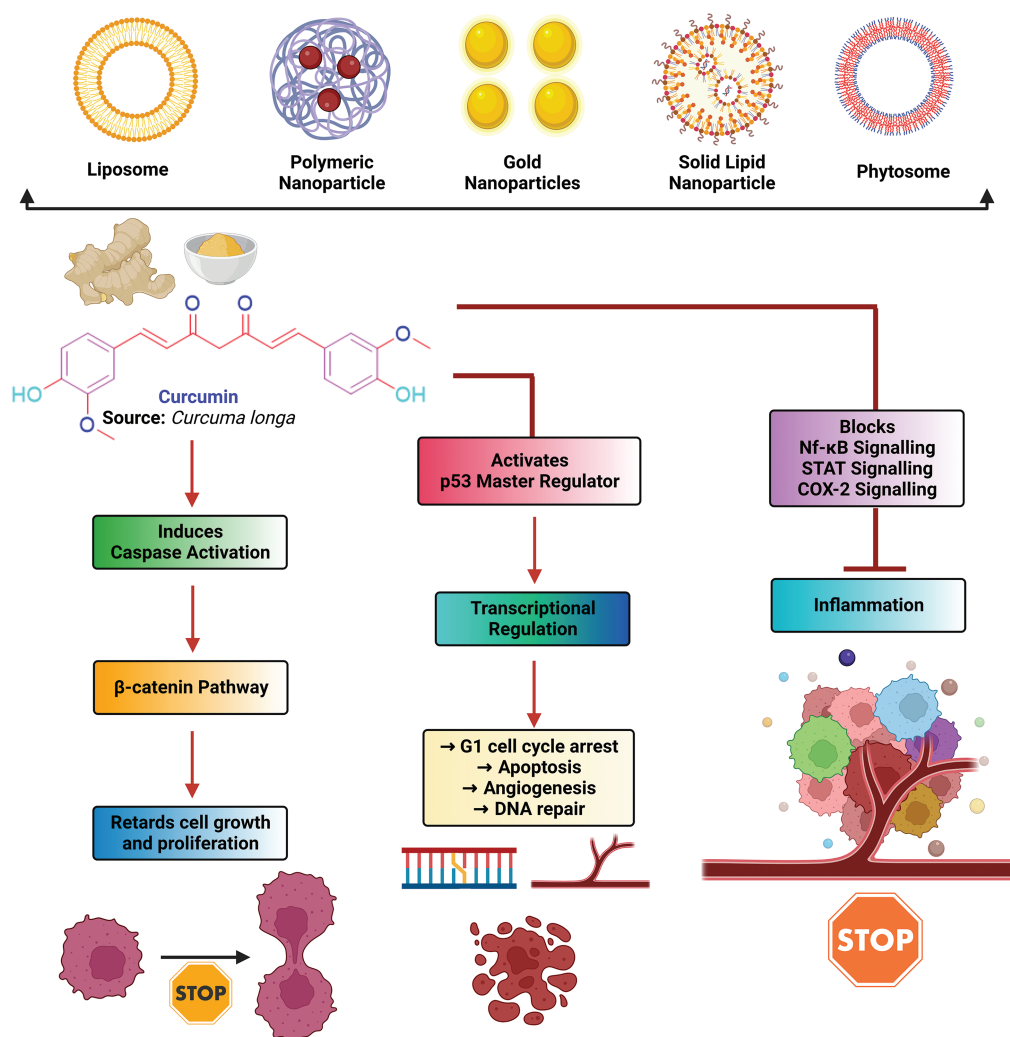 Liposome
Polymeric
Nanoparticle
Gold
Nanoparticles
Solid Lipid
Nanoparticle
Phytosome
O
O
O
HO
OH
O
Curcumin
Source: Curcuma longa
Induces
Caspase Activation
β-catenin Pathway
Retards cell growth
and proliferation
STOP
Activates
p53 Master Regulator
Transcriptional
Regulation
→ G1 cell cycle arrest
→ Apoptosis
→ Angiogenesis
→ DNA repair
Blocks
Nf-κB Signalling
STAT Signalling
COX-2 Signalling
Inflammation
STOP